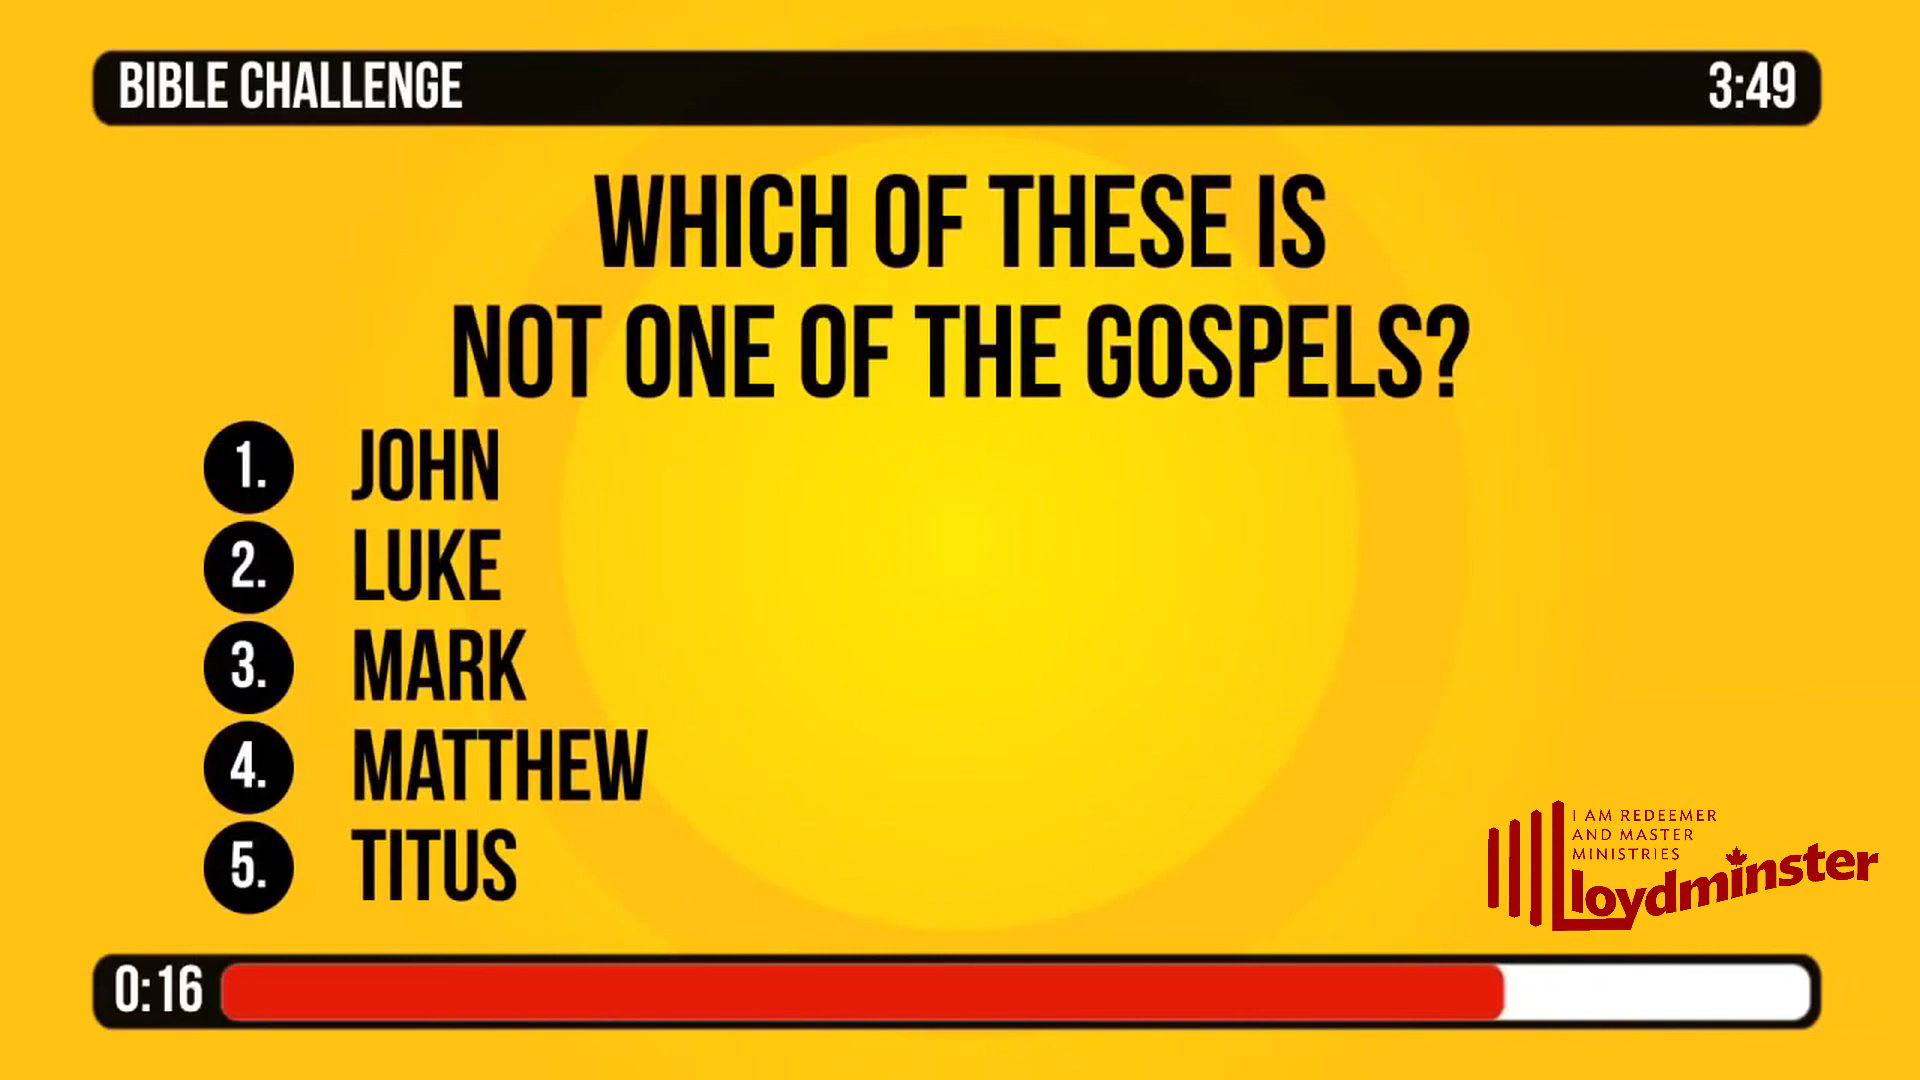 BIBLE CHALLENGE 3:49
WHICH OF THESE IS
NOT ONE OF THE GOSPELS?
1. JOHN
2. LUKE
3. MARK
4. MATTHEW
5. TITUS
I AM REDEEMER
AND MASTER
MINISTRIES
Lloydminster
0:16